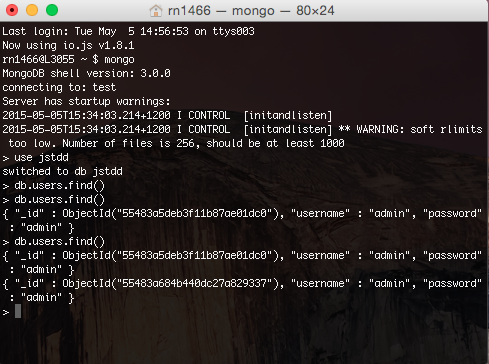 rn1466 — mongo — 80×24
Last login: Tue May  5 14:56:53 on ttys003
Now using io.js v1.8.1
rn1466@L3055 ~ $ mongo
MongoDB shell version: 3.0.0
connecting to: test
Server has startup warnings:
2015-05-05T15:34:03.214+1200 I CONTROL  [initandlisten]
2015-05-05T15:34:03.214+1200 I CONTROL  [initandlisten] ** WARNING: soft rlimits
 too low. Number of files is 256, should be at least 1000
> use jstdd
switched to db jstdd
> db.users.find()
> db.users.find()
{ "_id" : ObjectId("55483a5deb3f11b87ae01dc0"), "username" : "admin", "password"
 : "admin" }
> db.users.find()
{ "_id" : ObjectId("55483a5deb3f11b87ae01dc0"), "username" : "admin", "password"
 : "admin" }
{ "_id" : ObjectId("55483a684b440dc27a829337"), "username" : "admin", "password"
 : "admin" }
>